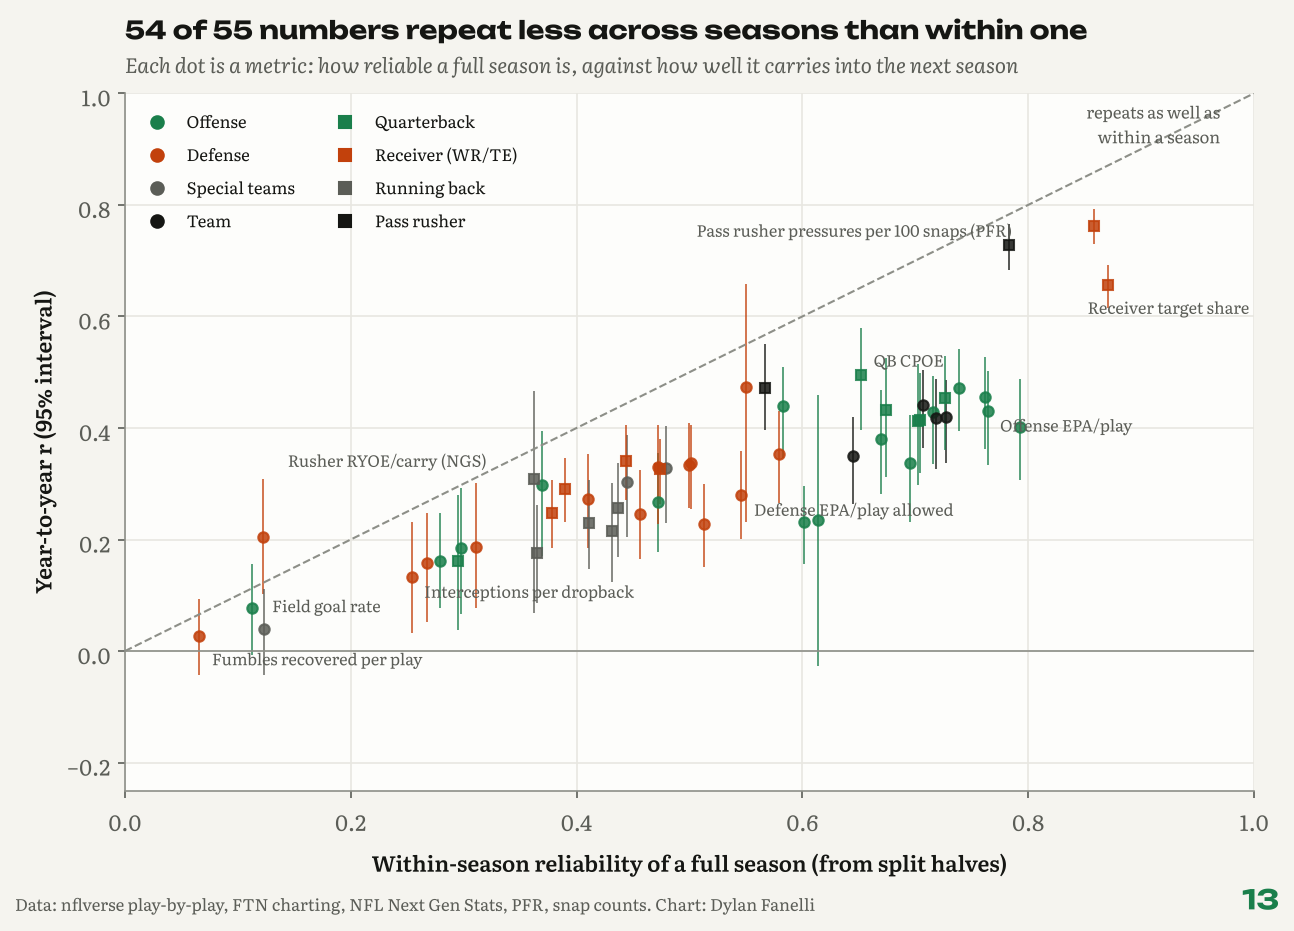 54 of 55 numbers repeat less across seasons than within one
Each dot is a metric: how reliable a full season is, against how well it carries into the next season
Offense
Defense
Special teams
Team
Quarterback
Receiver (WR/TE)
Running back
Pass rusher
repeats as well as
within a season
Pass rusher pressures per 100 snaps (PFR)
Receiver target share
QB CPOE
Offense EPA/play
Rusher RYOE/carry (NGS)
Defense EPA/play allowed
Interceptions per dropback
Field goal rate
Fumbles recovered per play
1.0
0.8
0.6
0.4
0.2
0.0
−0.2
Year-to-year r (95% interval)
0.0
0.2
0.4
0.6
0.8
1.0
Within-season reliability of a full season (from split halves)
Data: nflverse play-by-play, FTN charting, NFL Next Gen Stats, PFR, snap counts. Chart: Dylan Fanelli
13